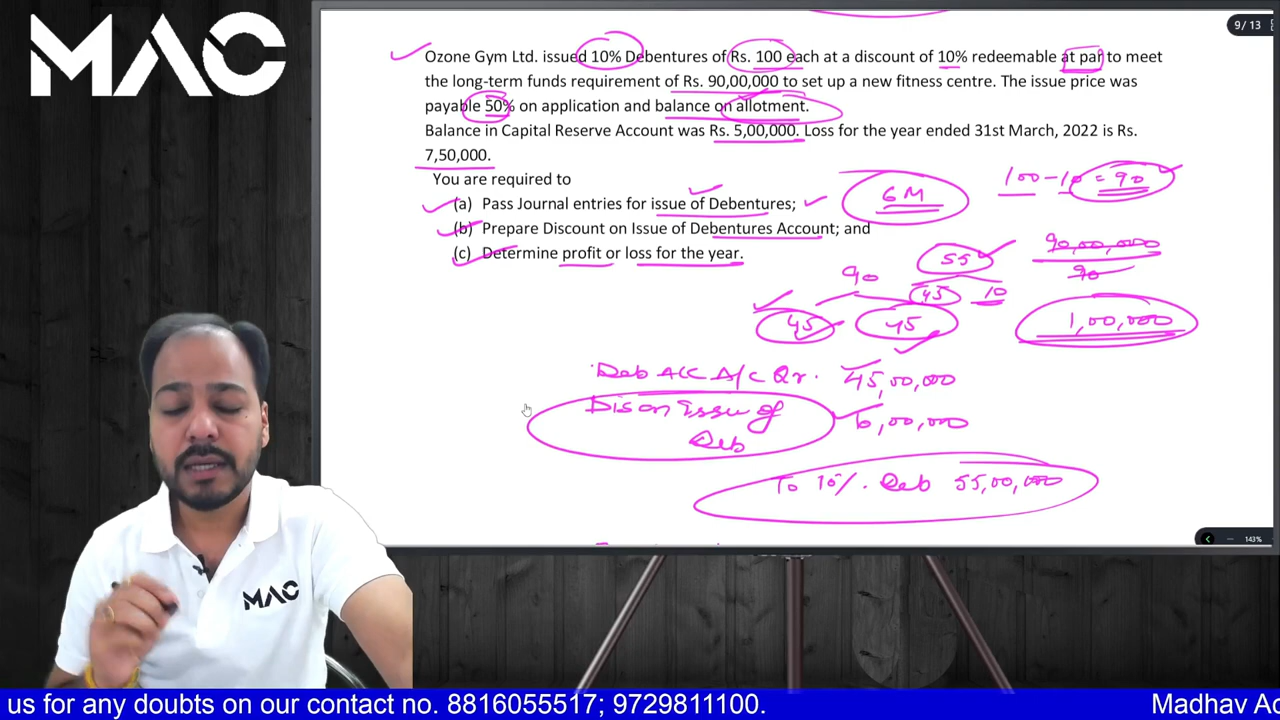 MAC
9 / 13
Ozone Gym Ltd. issued 10% Debentures of Rs. 100 each at a discount of 10% redeemable at par to meet
the long-term funds requirement of Rs. 90,00,000 to set up a new fitness centre. The issue price was
payable 50% on application and balance on allotment.
Balance in Capital Reserve Account was Rs. 5,00,000. Loss for the year ended 31st March, 2022 is Rs.
7,50,000.
You are required to
(a) Pass Journal entries for issue of Debentures;
(b) Prepare Discount on Issue of Debentures Account; and
(c) Determine profit or loss for the year.
6M
100 - 10 = 90
90,00,000
90
1,00,000
55
45 10
90
45 45
Deb All A/C Dr. 45,00,000
Dis on Issue of
Deb
10,00,000
To 10%. Deb 55,00,000
143%
MAC
us for any doubts on our contact no. 8816055517; 9729811100.
Madhav Ac